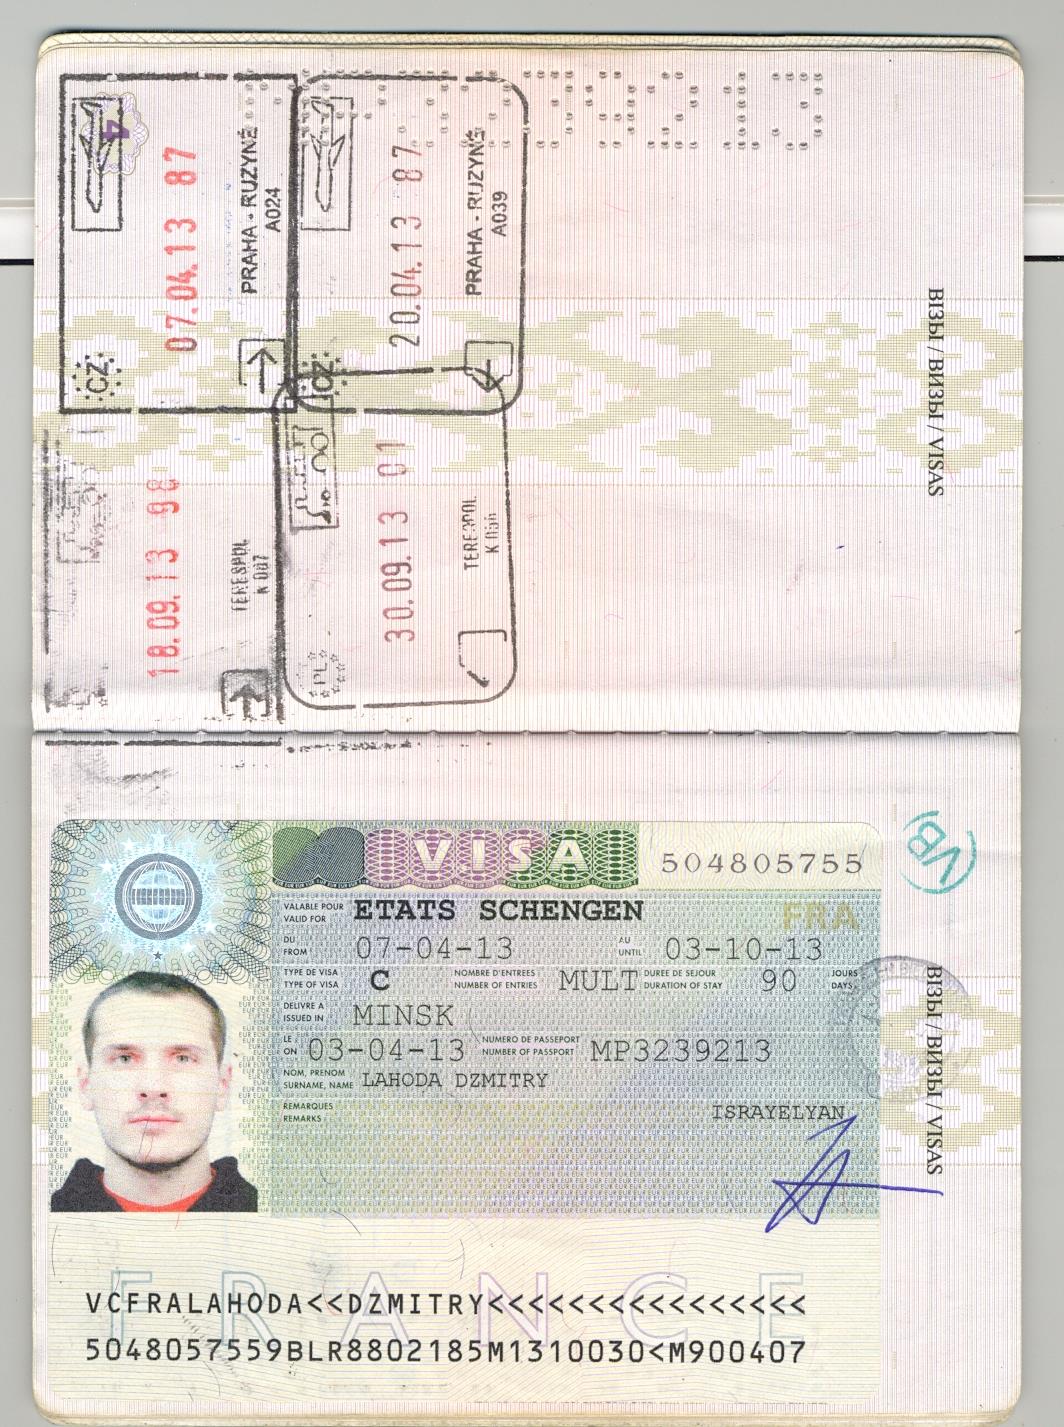 4
CZ
07.04.13 87
PRAHA - RUZYNĚ
A024
CZ
20.04.13 87
PRAHA - RUZYNĚ
A039
18.09.13 98
TERESPOL
K 007
PL
30.09.13 01
TERESPOL
ВІЗЫ / ВИЗЫ / VISAS
VISA 504805755
VB
VALABLE POUR
VALID FOR
ETATS SCHENGEN
FRA
DU
FROM
07-04-13
AU
UNTIL
03-10-13
TYPE DE VISA
TYPE OF VISA
C
NOMBRE D'ENTREES
NUMBER OF ENTRIES
MULT
DUREE DE SEJOUR
DURATION OF STAY
90
JOURS
DAYS
DELIVRE A
ISSUED IN
MINSK
LE
ON
03-04-13
NUMERO DE PASSEPORT
NUMBER OF PASSPORT
MP3239213
NOM, PRENOM
SURNAME, NAME
LAHODA DZMITRY
REMARQUES
REMARKS
ISRAYELYAN
FRANCE
VCFRALAHODA<<DZMITRY<<<<<<<<<<<<<<<<
5048057559BLR8802185M1310030<M900407
ВІЗЫ / ВИЗЫ / VISAS